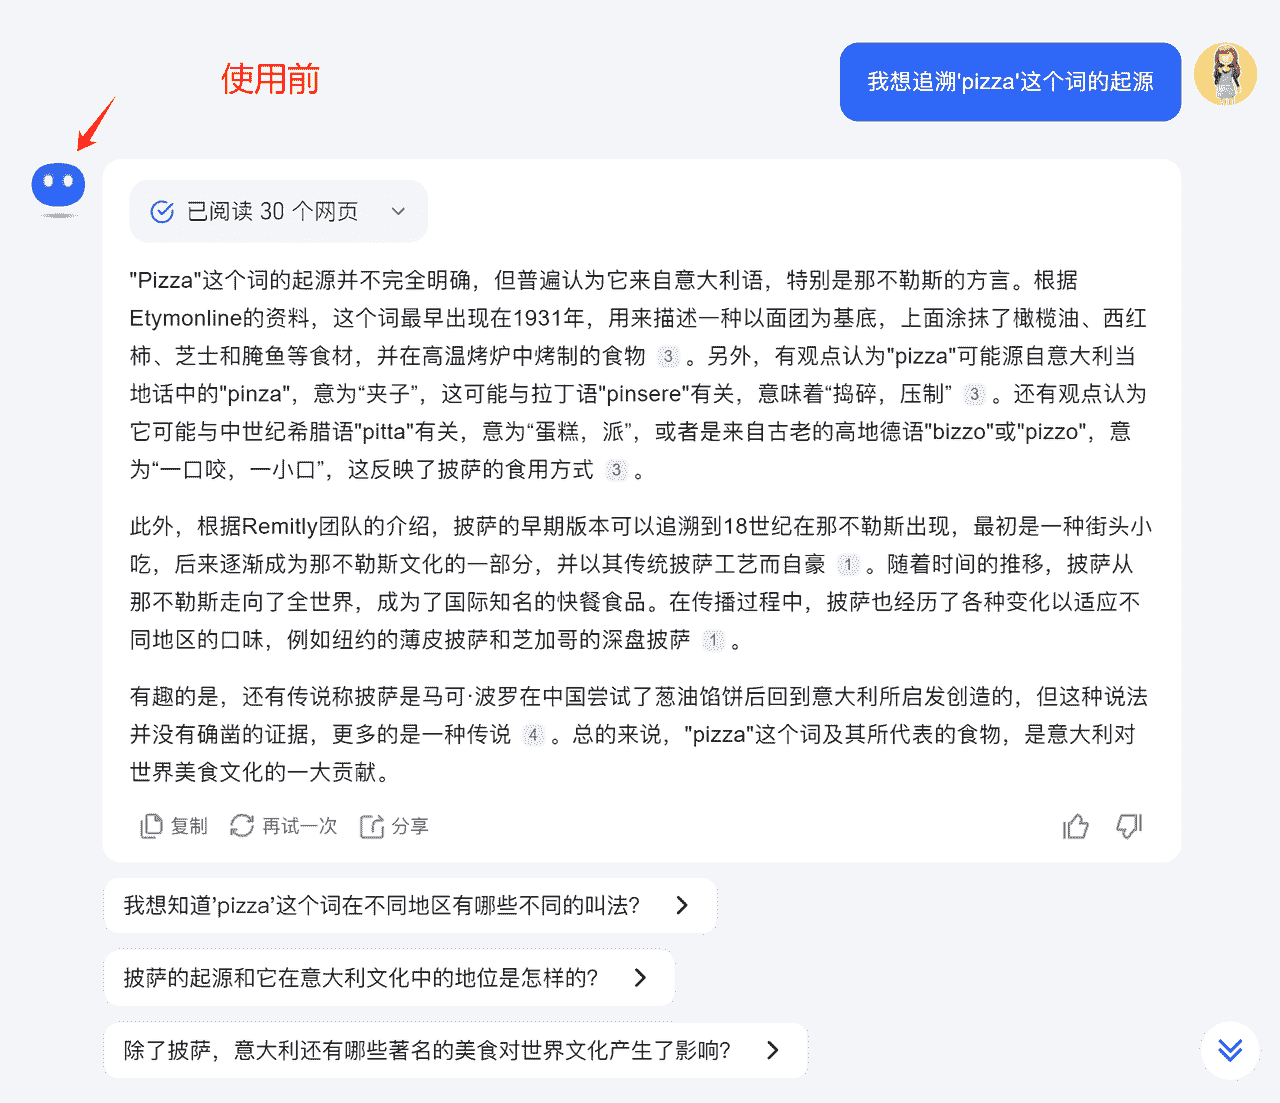 使用前
我想追溯'pizza'这个词的起源
已阅读 30 个网页
"Pizza"这个词的起源并不完全明确，但普遍认为它来自意大利语，特别是那不勒斯的方言。根据
Etymonline的资料，这个词最早出现在1931年，用来描述一种以面团为基底，上面涂抹了橄榄油、西红
柿、芝士和腌鱼等食材，并在高温烤炉中烤制的食物 3 。另外，有观点认为"pizza"可能源自意大利当
地话中的"pinza"，意为“夹子”，这可能与拉丁语"pinsere"有关，意味着“捣碎，压制” 3 。还有观点认为
它可能与中世纪希腊语"pitta"有关，意为“蛋糕，派”，或者是来自古老的高地德语"bizzo"或"pizzo"，意
为“一口咬，一小口”，这反映了披萨的食用方式 3 。
此外，根据Remitly团队的介绍，披萨的早期版本可以追溯到18世纪在那不勒斯出现，最初是一种街头小
吃，后来逐渐成为那不勒斯文化的一部分，并以其传统披萨工艺而自豪 1 。随着时间的推移，披萨从
那不勒斯走向了全世界，成为了国际知名的快餐食品。在传播过程中，披萨也经历了各种变化以适应不
同地区的口味，例如纽约的薄皮披萨和芝加哥的深盘披萨 1 。
有趣的是，还有传说称披萨是马可·波罗在中国尝试了葱油馅饼后回到意大利所启发创造的，但这种说法
并没有确凿的证据，更多的是一种传说 4 。总的来说，"pizza"这个词及其所代表的食物，是意大利对
世界美食文化的一大贡献。
复制 再试一次 分享
我想知道'pizza'这个词在不同地区有哪些不同的叫法?
披萨的起源和它在意大利文化中的地位是怎样的?
除了披萨，意大利还有哪些著名的美食对世界文化产生了影响?